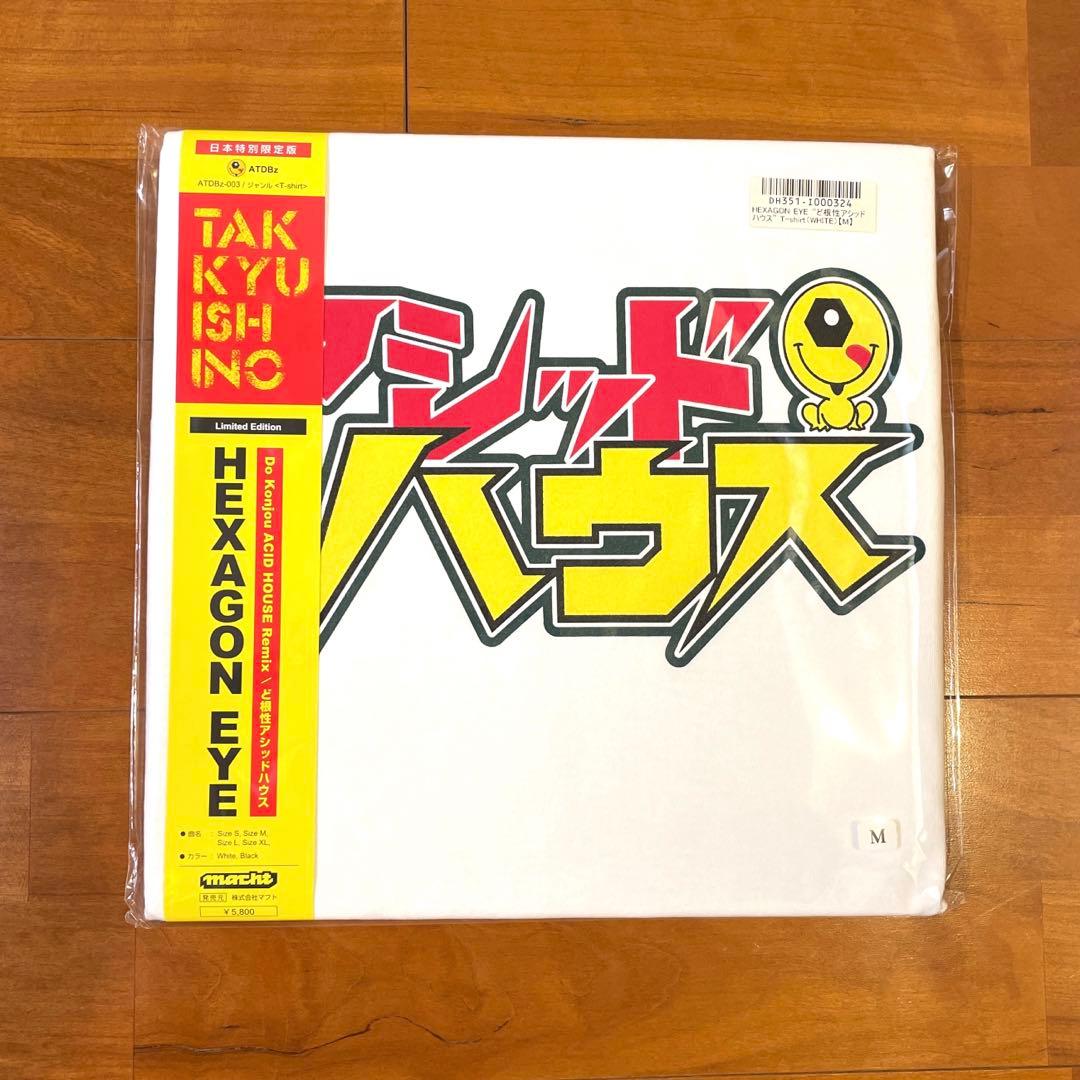 日本特別限定版
ATDBz
ATDBz-003 / ジャンル <T-shirt>
TAK
KYU
ISH
INO
Limited Edition
HEXAGON EYE
Do Konjou ACID HOUSE Remix / ど根性アシッドハウス
● 曲名 : Size S, Size M,
Size L, Size XL,
● カラー : White, Black
macht
発売元 株式会社マフト
¥5,800
DH351-I000324
HEXAGON EYE "ど根性アシッド
ハウス" T-shirt(WHITE)【M】
アシッド
ハウス
M